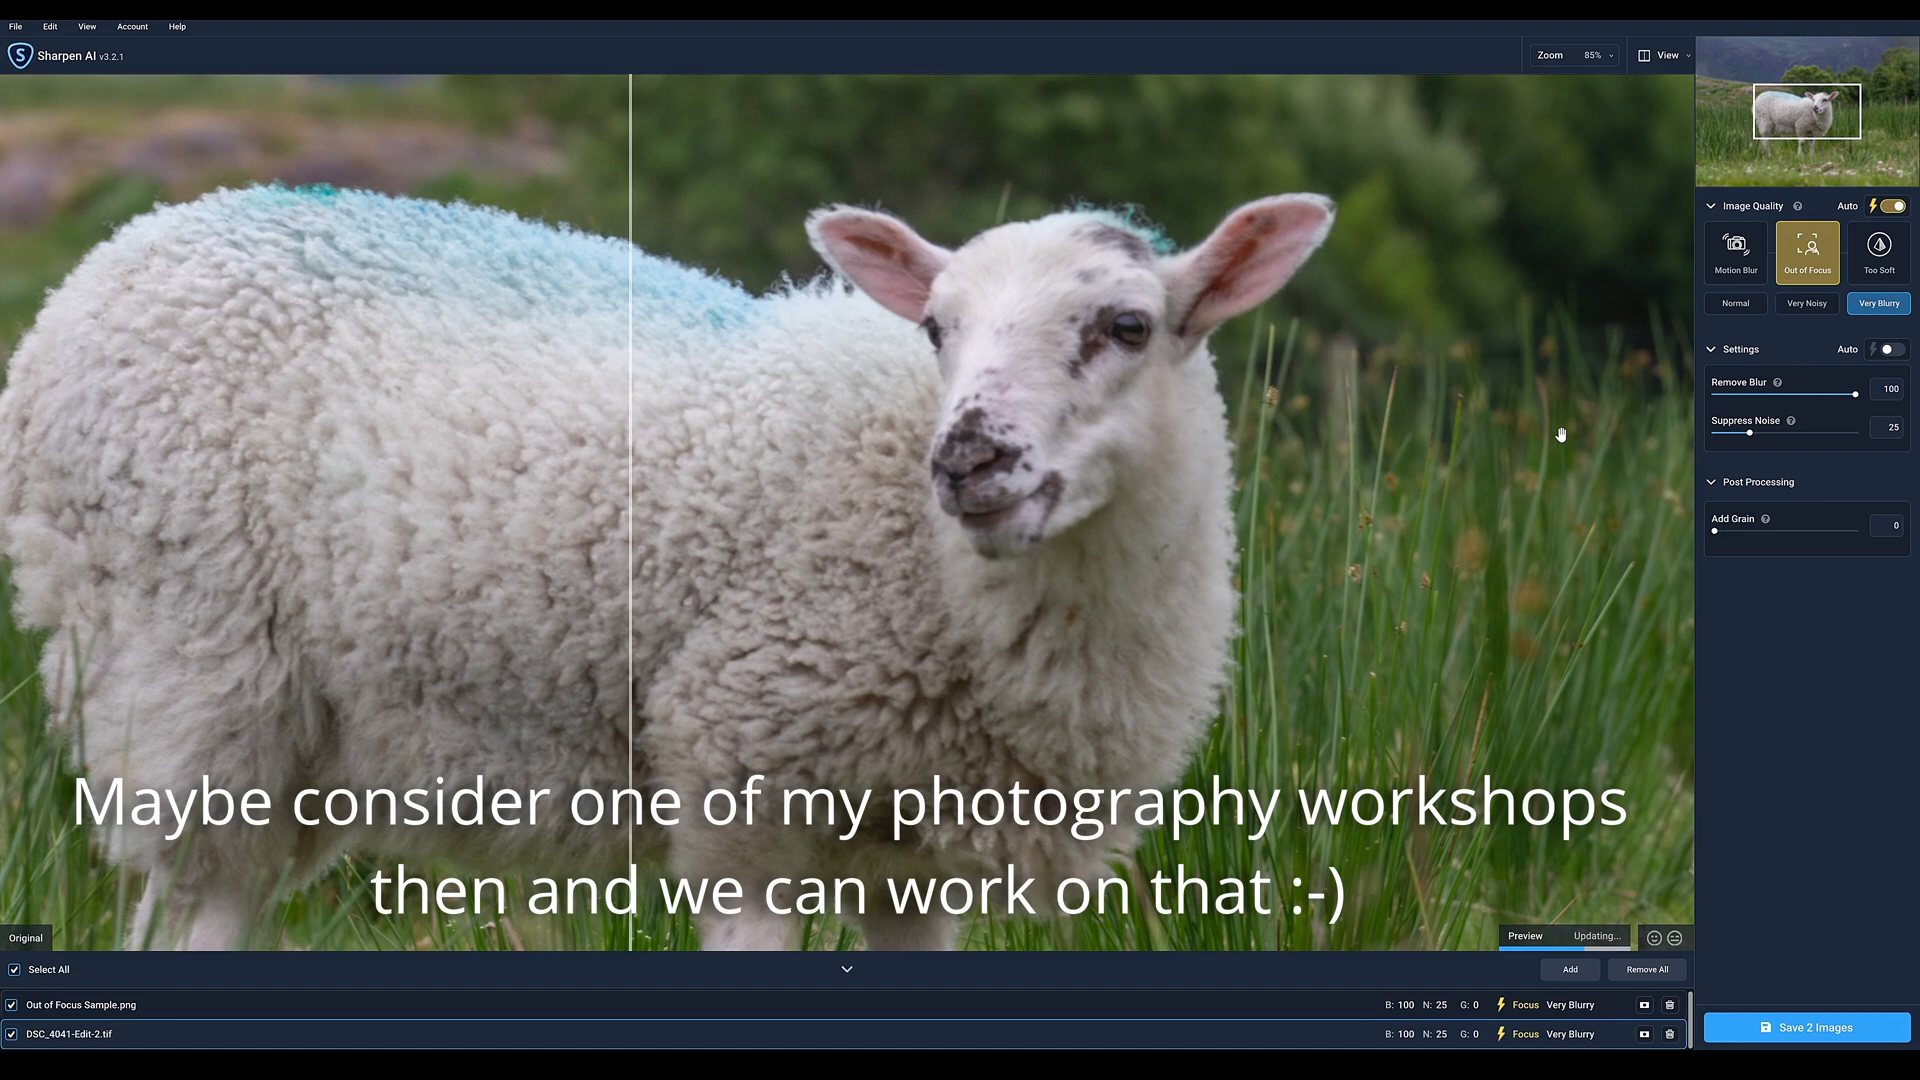 File Edit View Account Help
Sharpen AI v3.2.1
Zoom 85% View
Image Quality Auto
Motion Blur Out of Focus Too Soft
Normal Very Noisy Very Blurry
Settings Auto
Remove Blur 100
Suppress Noise 25
Post Processing
Add Grain 0
Maybe consider one of my photography workshops
then and we can work on that :-)
Original Preview Updating...
Select All Add Remove All
Out of Focus Sample.png B: 100 N: 25 G: 0 Focus Very Blurry
DSC_4041-Edit-2.tif B: 100 N: 25 G: 0 Focus Very Blurry
Save 2 Images